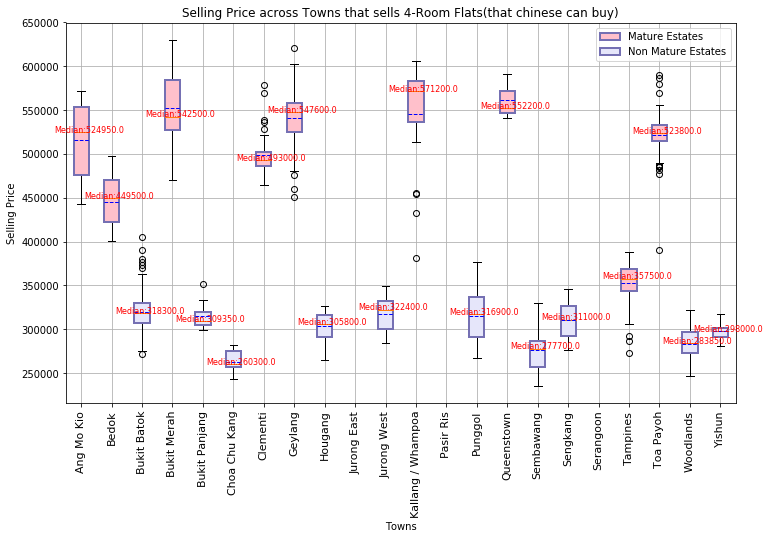 Selling Price across Towns that sells 4-Room Flats(that chinese can buy)
Mature Estates
Non Mature Estates
650000
600000
550000
500000
450000
400000
350000
300000
250000
Selling Price
Median:524950.0
Median:449500.0
Median:318300.0
Median:542500.0
Median:309350.0
Median:260300.0
Median:493000.0
Median:547600.0
Median:305800.0
Median:322400.0
Median:571200.0
Median:316900.0
Median:552200.0
Median:277700.0
Median:311000.0
Median:357500.0
Median:523800.0
Median:283850.0
Median:298000.0
Ang Mo Kio
Bedok
Bukit Batok
Bukit Merah
Bukit Panjang
Choa Chu Kang
Clementi
Geylang
Hougang
Jurong East
Jurong West
Kallang / Whampoa
Pasir Ris
Punggol
Queenstown
Sembawang
Sengkang
Serangoon
Tampines
Toa Payoh
Woodlands
Yishun
Towns